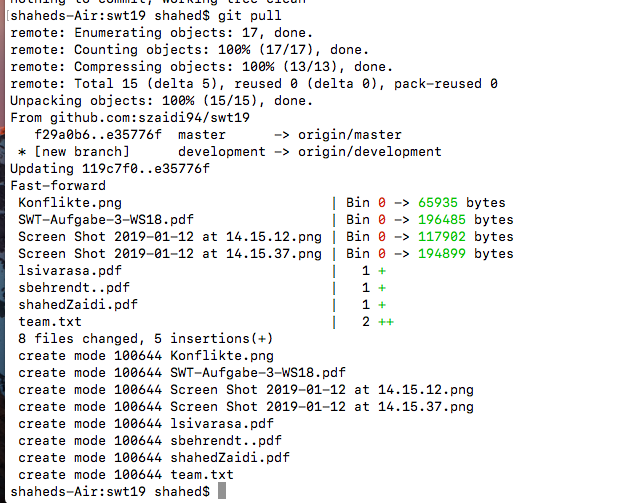 nothing to commit, working tree clean
[shaheds-Air:swt19 shahed$ git pull
remote: Enumerating objects: 17, done.
remote: Counting objects: 100% (17/17), done.
remote: Compressing objects: 100% (13/13), done.
remote: Total 15 (delta 5), reused 0 (delta 0), pack-reused 0
Unpacking objects: 100% (15/15), done.
From github.com:szaidi94/swt19
   f29a0b6..e35776f  master      -> origin/master
 * [new branch]      development -> origin/development
Updating 119c7f0..e35776f
Fast-forward
 Konflikte.png                          | Bin 0 -> 65935 bytes
 SWT-Aufgabe-3-WS18.pdf                 | Bin 0 -> 196485 bytes
 Screen Shot 2019-01-12 at 14.15.12.png | Bin 0 -> 117902 bytes
 Screen Shot 2019-01-12 at 14.15.37.png | Bin 0 -> 194899 bytes
 lsivarasa.pdf                          |   1 +
 sbehrendt..pdf                         |   1 +
 shahedZaidi.pdf                        |   1 +
 team.txt                               |   2 ++
 8 files changed, 5 insertions(+)
 create mode 100644 Konflikte.png
 create mode 100644 SWT-Aufgabe-3-WS18.pdf
 create mode 100644 Screen Shot 2019-01-12 at 14.15.12.png
 create mode 100644 Screen Shot 2019-01-12 at 14.15.37.png
 create mode 100644 lsivarasa.pdf
 create mode 100644 sbehrendt..pdf
 create mode 100644 shahedZaidi.pdf
 create mode 100644 team.txt
shaheds-Air:swt19 shahed$